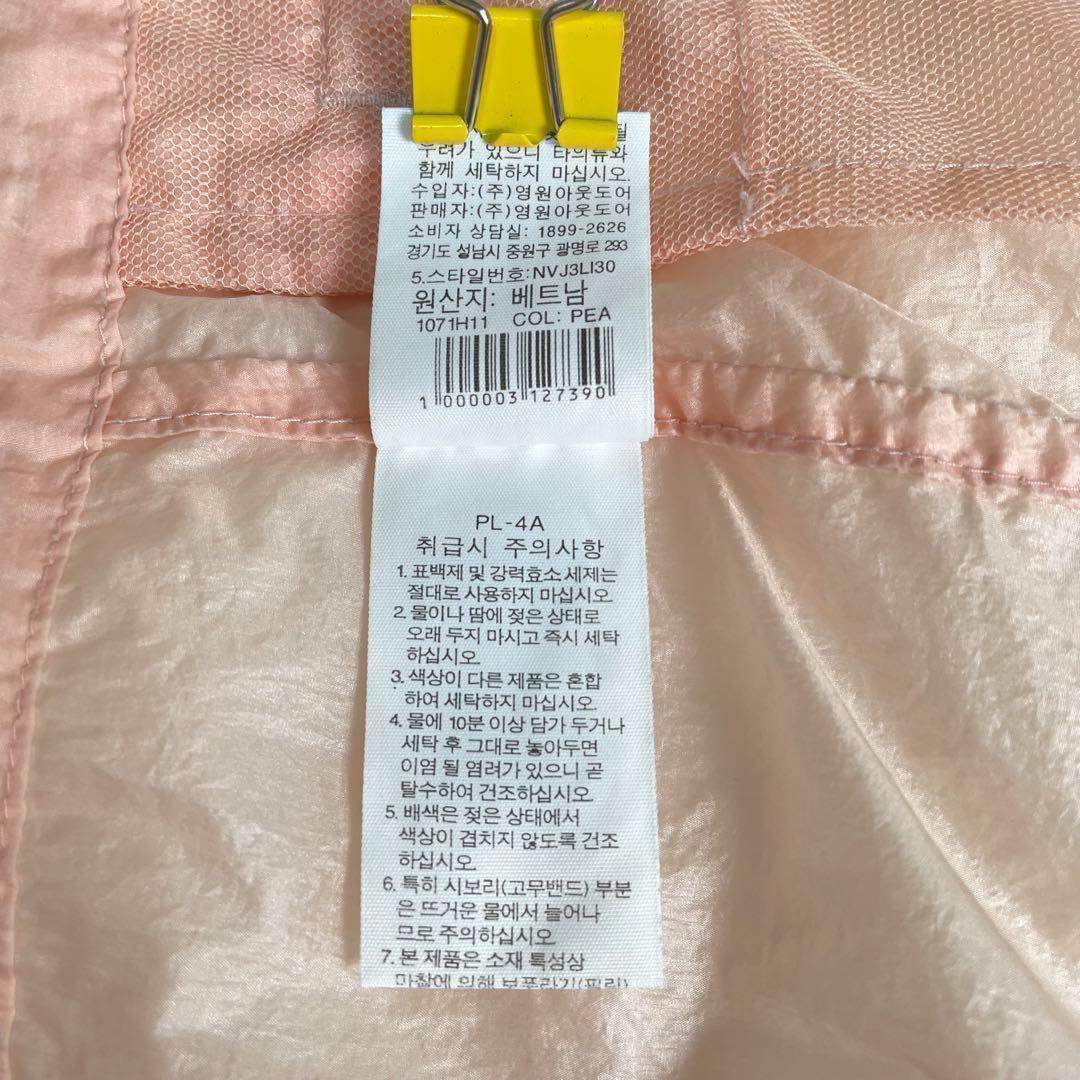 우려가 있으니 타의류와
함께 세탁하지 마십시오.
수입자:(주)영원아웃도어
판매자:(주)영원아웃도어
소비자 상담실: 1899-2626
경기도 성남시 중원구 광명로 293
5.스타일번호:NVJ3LI30
원산지: 베트남
1071H11 COL: PEA
1 000003 127390
PL-4A
취급시 주의사항
1. 표백제 및 강력효소 세제는
절대로 사용하지 마십시오.
2. 물이나 땀에 젖은 상태로
오래 두지 마시고 즉시 세탁
하십시오.
3. 색상이 다른 제품은 혼합
하여 세탁하지 마십시오.
4. 물에 10분 이상 담가 두거나
세탁 후 그대로 놓아두면
이염 될 염려가 있으니 곧
탈수하여 건조하십시오.
5. 배색은 젖은 상태에서
색상이 겹치지 않도록 건조
하십시오.
6. 특히 시보리(고무밴드) 부분
은 뜨거운 물에서 늘어나
므로 주의하십시오.
7. 본 제품은 소재 특성상
마찰에 의해 보푸라기(필링)